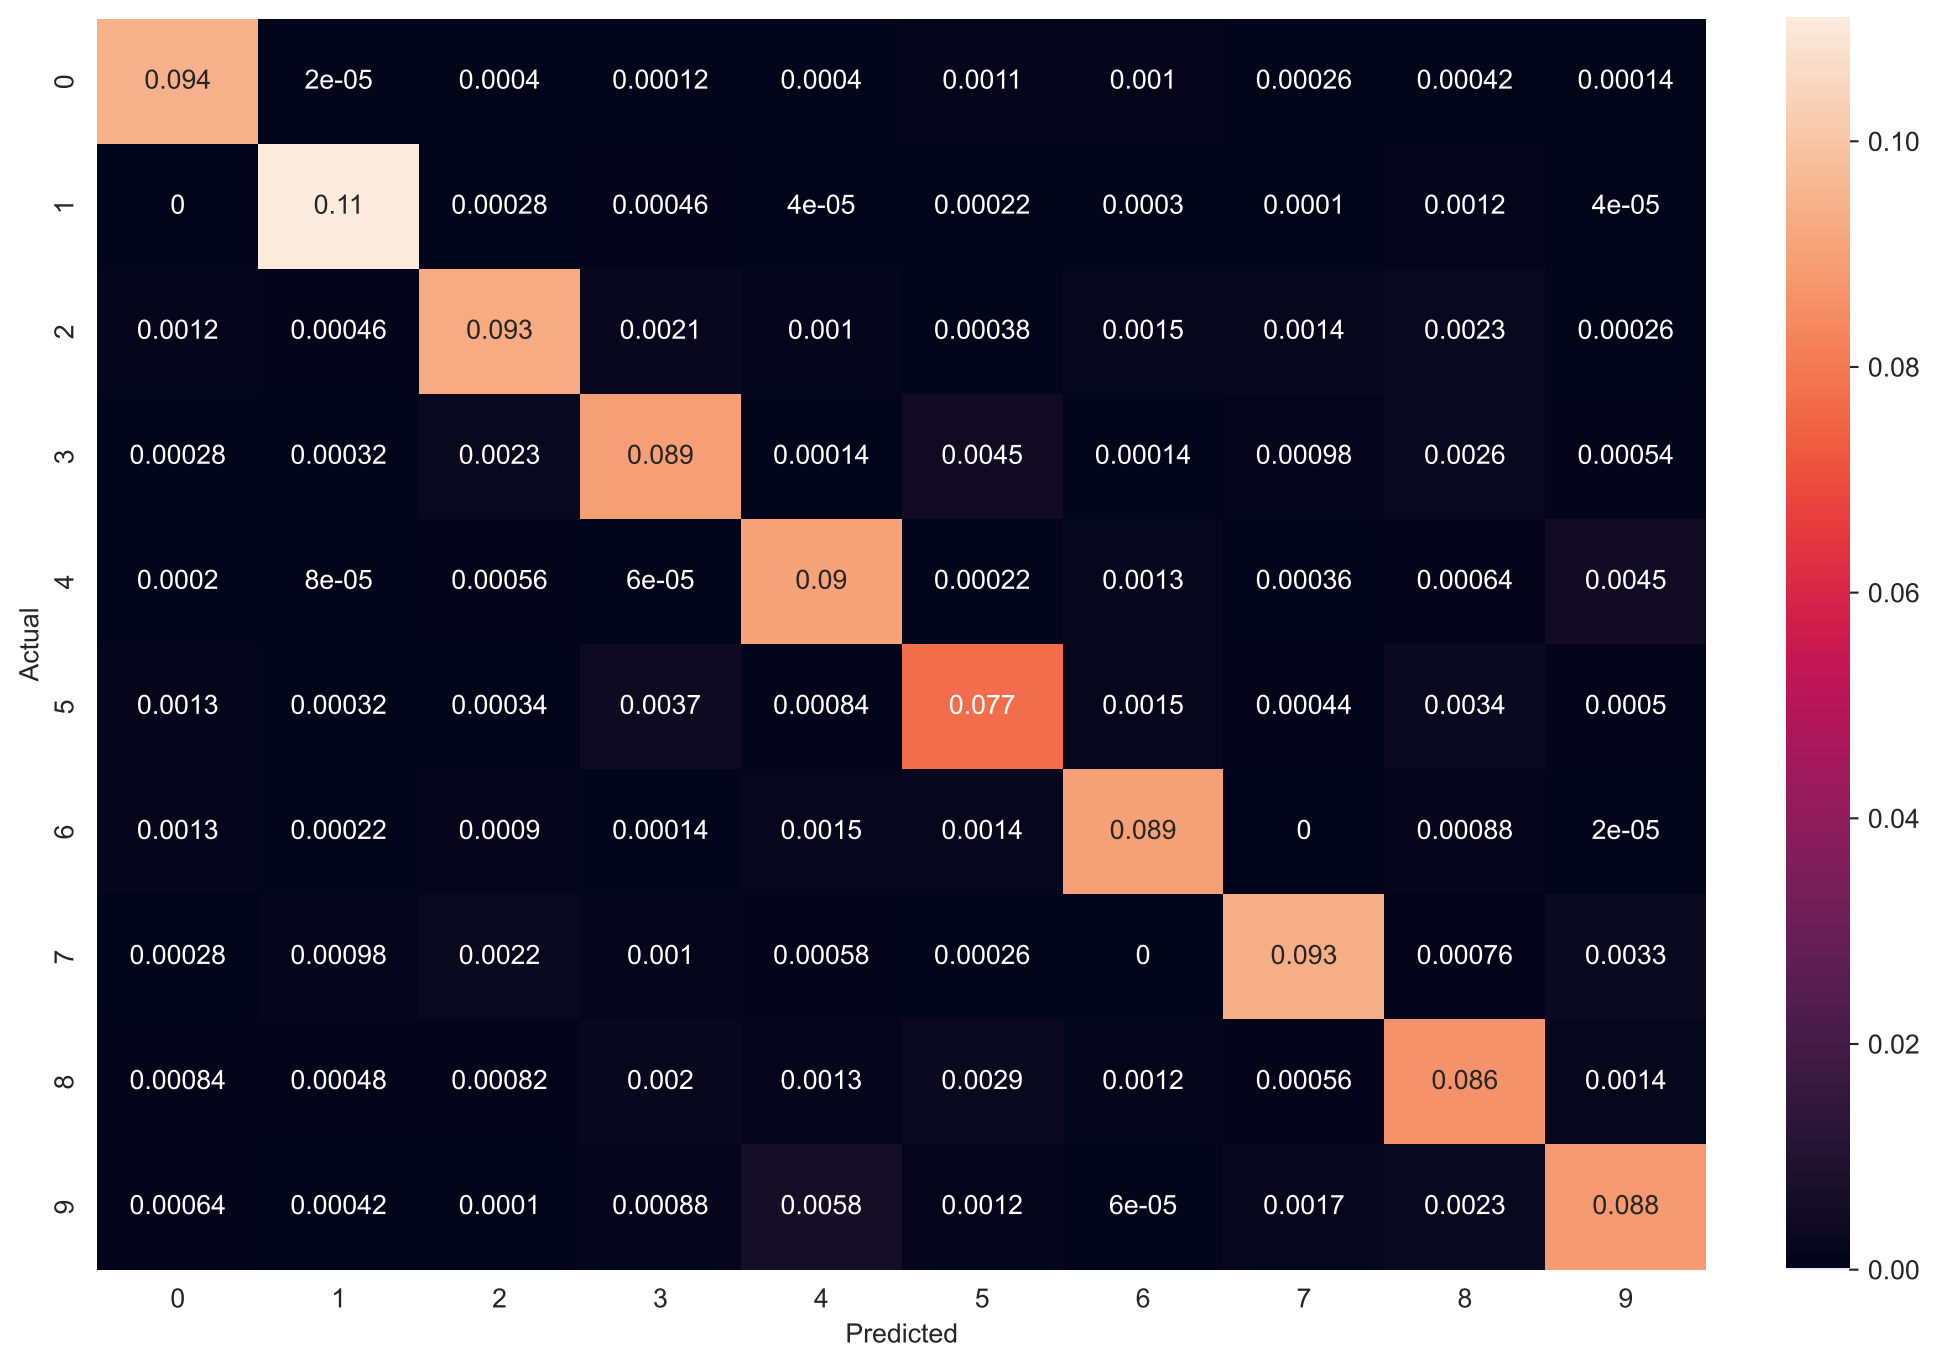 0 0.094 2e-05 0.0004 0.00012 0.0004 0.0011 0.001 0.00026 0.00042 0.00014
1 0 0.11 0.00028 0.00046 4e-05 0.00022 0.0003 0.0001 0.0012 4e-05
2 0.0012 0.00046 0.093 0.0021 0.001 0.00038 0.0015 0.0014 0.0023 0.00026
3 0.00028 0.00032 0.0023 0.089 0.00014 0.0045 0.00014 0.00098 0.0026 0.00054
4 0.0002 8e-05 0.00056 6e-05 0.09 0.00022 0.0013 0.00036 0.00064 0.0045
5 0.0013 0.00032 0.00034 0.0037 0.00084 0.077 0.0015 0.00044 0.0034 0.0005
6 0.0013 0.00022 0.0009 0.00014 0.0015 0.0014 0.089 0 0.00088 2e-05
7 0.00028 0.00098 0.0022 0.001 0.00058 0.00026 0 0.093 0.00076 0.0033
8 0.00084 0.00048 0.00082 0.002 0.0013 0.0029 0.0012 0.00056 0.086 0.0014
9 0.00064 0.00042 0.0001 0.00088 0.0058 0.0012 6e-05 0.0017 0.0023 0.088
0 1 2 3 4 5 6 7 8 9
Predicted
Actual
0.10
0.08
0.06
0.04
0.02
0.00